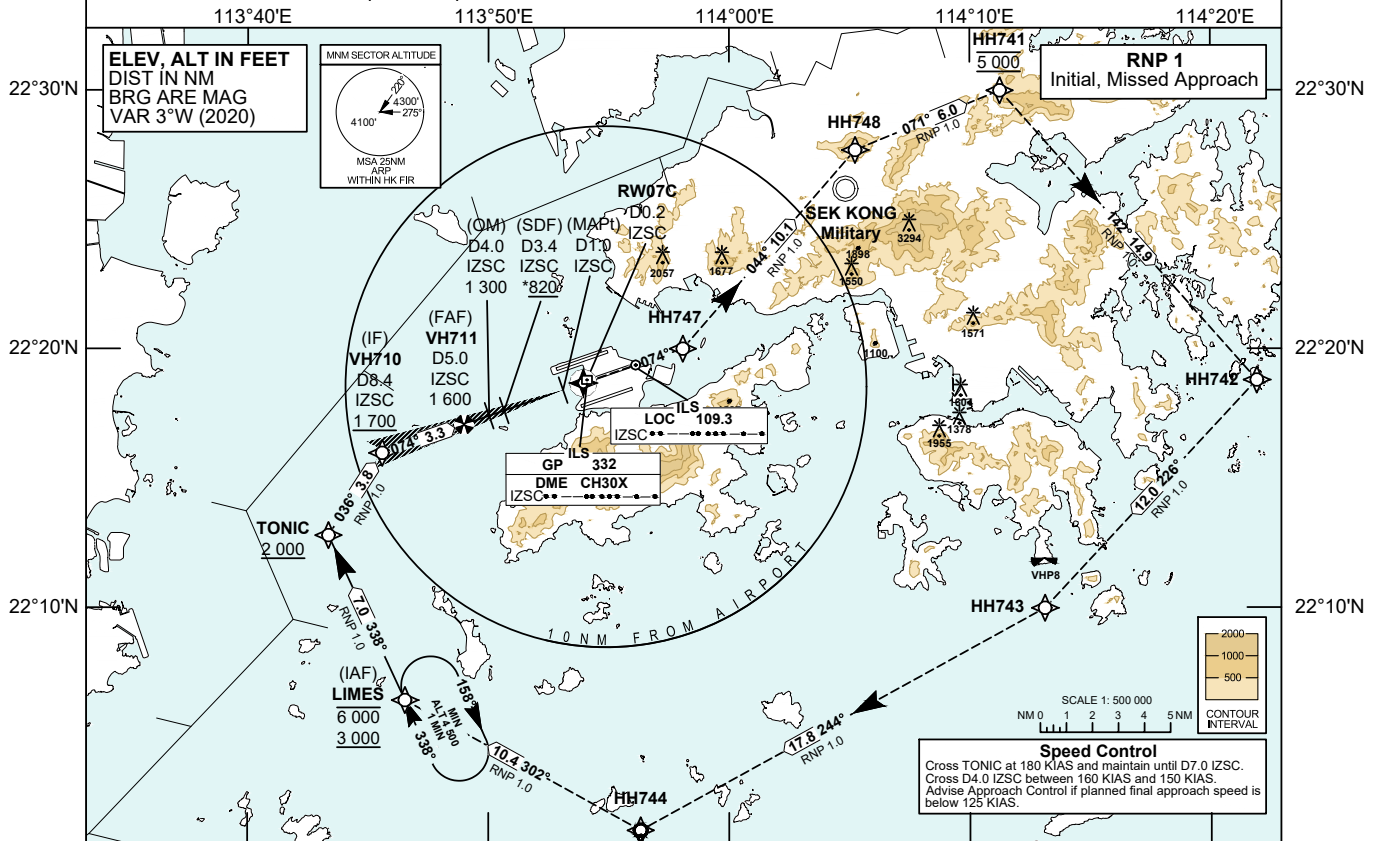 113°40'E
113°50'E
114°00'E
114°10'E
114°20'E
22°30'N
22°20'N
22°10'N
22°30'N
22°20'N
22°10'N
ELEV, ALT IN FEET
DIST IN NM
BRG ARE MAG
VAR 3°W (2020)
MNM SECTOR ALTITUDE
225°
4300'
275°
4100'
MSA 25NM
ARP
WITHIN HK FIR
HH741
5 000
RNP 1
Initial, Missed Approach
071° 6.0
RNP 1.0
HH748
RW07C
D0.2
IZSC
(OM)
D4.0
IZSC
1 300
(SDF)
D3.4
IZSC
*820
(MAPt)
D1.0
IZSC
SEK KONG
Military
2057
1677
3294
1898
1550
1571
1100
044° 10.1
RNP 1.0
142° 14.9
RNP 1.0
HH747
074°
(FAF)
VH711
D5.0
IZSC
1 600
(IF)
VH710
D8.4
IZSC
1 700
074° 3.3
HH742
1804
1378
1955
ILS
LOC 109.3
IZSC
ILS
GP 332
DME CH30X
IZSC
036° 3.8
RNP 1.0
TONIC
2 000
12.0 226°
RNP 1.0
VHP8
HH743
10NM FROM AIRPORT
7.0 338°
RNP 1.0
(IAF)
LIMES
6 000
3 000
158°
MIN
ALT 4 500
1 MIN
338°
10.4 302°
RNP 1.0
17.8 244°
RNP 1.0
HH744
2000
1000
500
CONTOUR
INTERVAL
SCALE 1: 500 000
NM 0 1 2 3 4 5 NM
Speed Control
Cross TONIC at 180 KIAS and maintain until D7.0 IZSC.
Cross D4.0 IZSC between 160 KIAS and 150 KIAS.
Advise Approach Control if planned final approach speed is
below 125 KIAS.